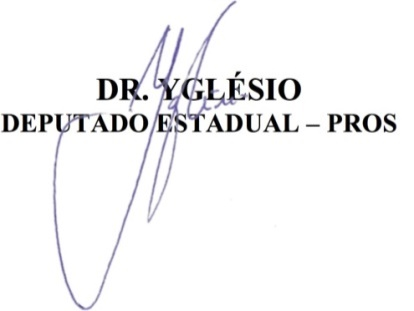 DR. YGLÉSIO
DEPUTADO ESTADUAL – PROS